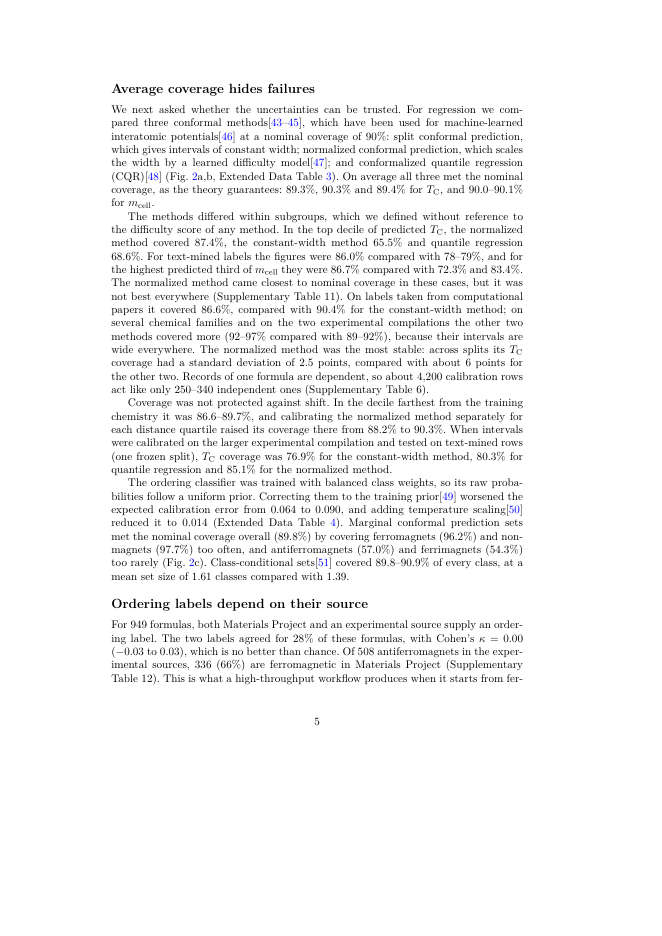 Average coverage hides failures
We next asked whether the uncertainties can be trusted. For regression we com-
pared three conformal methods[43–45], which have been used for machine-learned
interatomic potentials[46] at a nominal coverage of 90%: split conformal prediction,
which gives intervals of constant width; normalized conformal prediction, which scales
the width by a learned difficulty model[47]; and conformalized quantile regression
(CQR)[48] (Fig. 2a,b, Extended Data Table 3). On average all three met the nominal
coverage, as the theory guarantees: 89.3%, 90.3% and 89.4% for T_C, and 90.0–90.1%
for m_cell.
The methods differed within subgroups, which we defined without reference to
the difficulty score of any method. In the top decile of predicted T_C, the normalized
method covered 87.4%, the constant-width method 65.5% and quantile regression
68.6%. For text-mined labels the figures were 86.0% compared with 78–79%, and for
the highest predicted third of m_cell they were 86.7% compared with 72.3% and 83.4%.
The normalized method came closest to nominal coverage in these cases, but it was
not best everywhere (Supplementary Table 11). On labels taken from computational
papers it covered 86.6%, compared with 90.4% for the constant-width method; on
several chemical families and on the two experimental compilations the other two
methods covered more (92–97% compared with 89–92%), because their intervals are
wide everywhere. The normalized method was the most stable: across splits its T_C
coverage had a standard deviation of 2.5 points, compared with about 6 points for
the other two. Records of one formula are dependent, so about 4,200 calibration rows
act like only 250–340 independent ones (Supplementary Table 6).
Coverage was not protected against shift. In the decile farthest from the training
chemistry it was 86.6–89.7%, and calibrating the normalized method separately for
each distance quartile raised its coverage there from 88.2% to 90.3%. When intervals
were calibrated on the larger experimental compilation and tested on text-mined rows
(one frozen split), T_C coverage was 76.9% for the constant-width method, 80.3% for
quantile regression and 85.1% for the normalized method.
The ordering classifier was trained with balanced class weights, so its raw proba-
bilities follow a uniform prior. Correcting them to the training prior[49] worsened the
expected calibration error from 0.064 to 0.090, and adding temperature scaling[50]
reduced it to 0.014 (Extended Data Table 4). Marginal conformal prediction sets
met the nominal coverage overall (89.8%) by covering ferromagnets (96.2%) and non-
magnets (97.7%) too often, and antiferromagnets (57.0%) and ferrimagnets (54.3%)
too rarely (Fig. 2c). Class-conditional sets[51] covered 89.8–90.9% of every class, at a
mean set size of 1.61 classes compared with 1.39.
Ordering labels depend on their source
For 949 formulas, both Materials Project and an experimental source supply an order-
ing label. The two labels agreed for 28% of these formulas, with Cohen's κ = 0.00
(−0.03 to 0.03), which is no better than chance. Of 508 antiferromagnets in the exper-
imental sources, 336 (66%) are ferromagnetic in Materials Project (Supplementary
Table 12). This is what a high-throughput workflow produces when it starts from fer-
5